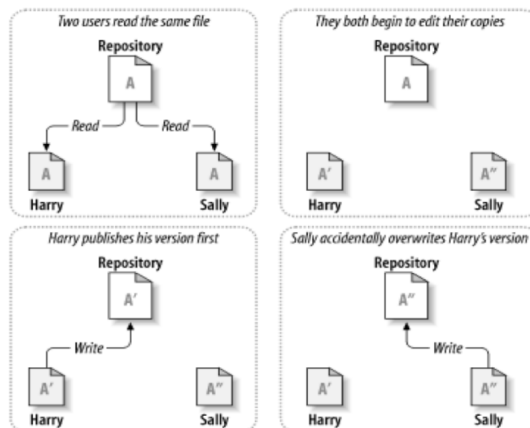 Two users read the same file
Repository
A
Read
Read
A
A
Harry
Sally
They both begin to edit their copies
Repository
A
A'
A"
Harry
Sally
Harry publishes his version first
Repository
A'
Write
A'
A"
Harry
Sally
Sally accidentally overwrites Harry's version
Repository
A"
Write
A'
A"
Harry
Sally